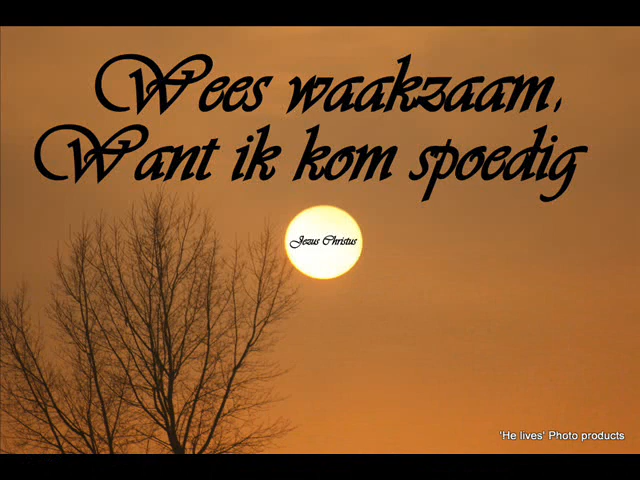 Wees waakzaam,
Want ik kom spoedig
Jezus Christus
'He lives' Photo products